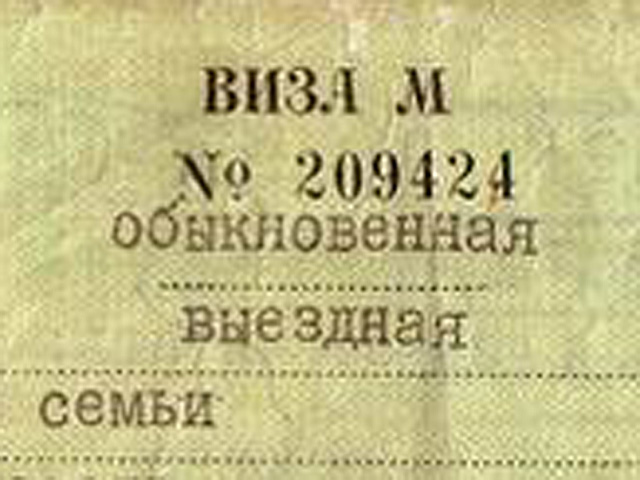 ВИЗА М
№ 209424
обыкновенная
выездная
семьи